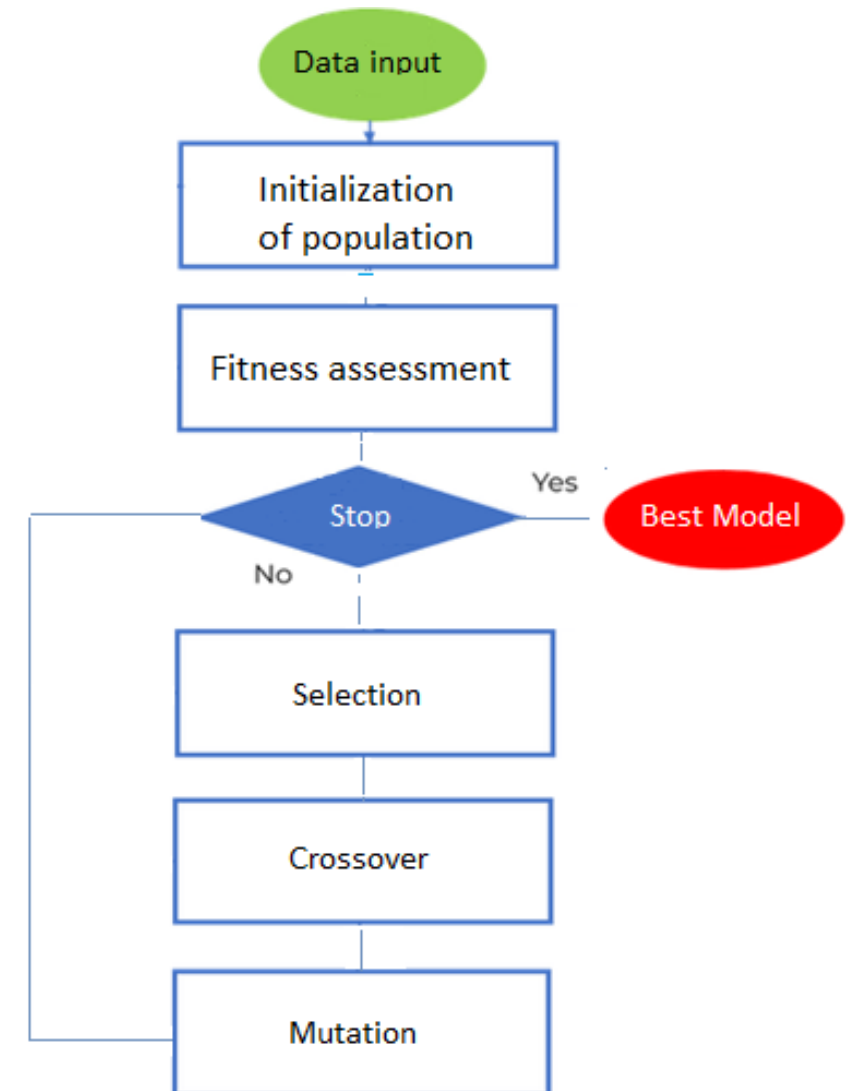 Data input
Initialization
of population
Fitness assessment
Stop
Yes
Best Model
No
Selection
Crossover
Mutation